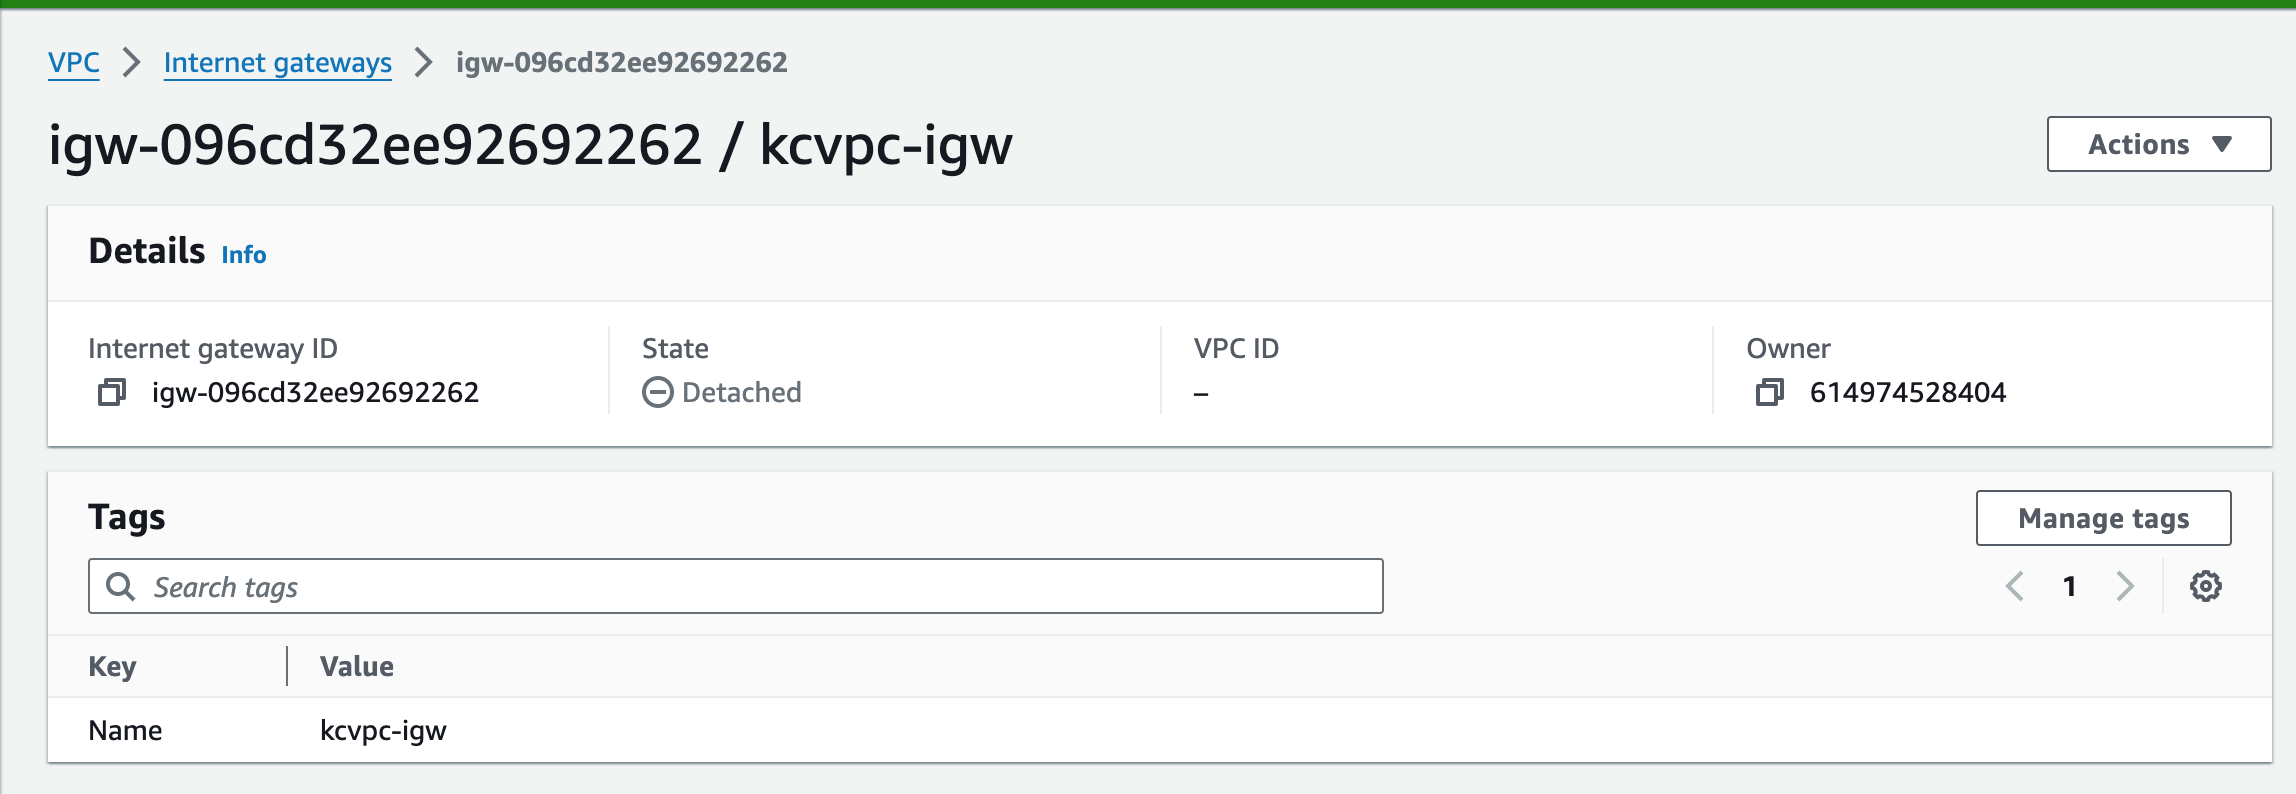 VPC > Internet gateways > igw-096cd32ee92692262
igw-096cd32ee92692262 / kcvpc-igw
Actions ▼
Details Info
Internet gateway ID
igw-096cd32ee92692262
State
Detached
VPC ID
–
Owner
614974528404
Tags
Manage tags
Search tags
1
Key Value
Name kcvpc-igw